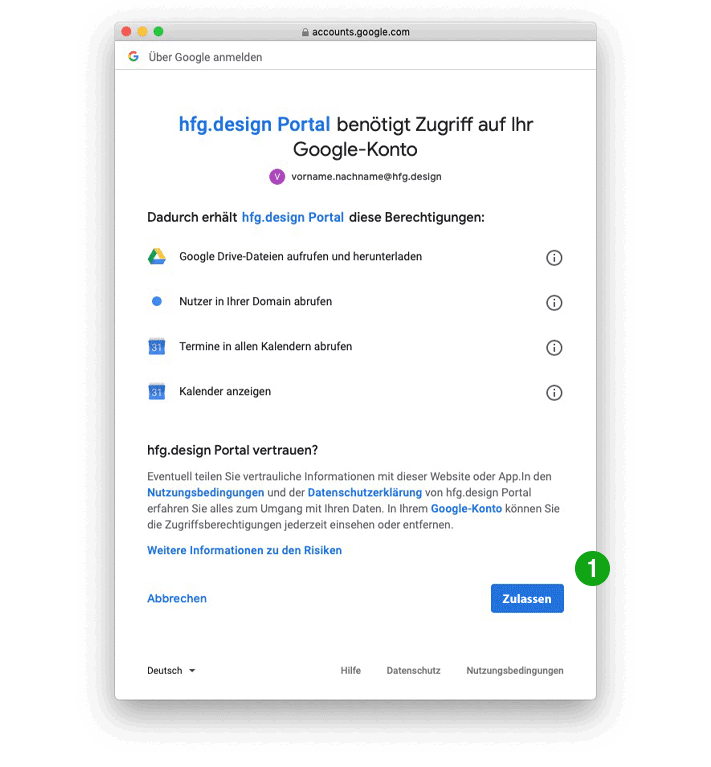 accounts.google.com
Über Google anmelden
hfg.design Portal benötigt Zugriff auf Ihr
Google-Konto
V vorname.nachname@hfg.design
Dadurch erhält hfg.design Portal diese Berechtigungen:
Google Drive-Dateien aufrufen und herunterladen
Nutzer in Ihrer Domain abrufen
31 Termine in allen Kalendern abrufen
31 Kalender anzeigen
hfg.design Portal vertrauen?
Eventuell teilen Sie vertrauliche Informationen mit dieser Website oder App.In den
Nutzungsbedingungen und der Datenschutzerklärung von hfg.design Portal
erfahren Sie alles zum Umgang mit Ihren Daten. In Ihrem Google-Konto können Sie
die Zugriffsberechtigungen jederzeit einsehen oder entfernen.
Weitere Informationen zu den Risiken
1
Abbrechen Zulassen
Deutsch Hilfe Datenschutz Nutzungsbedingungen